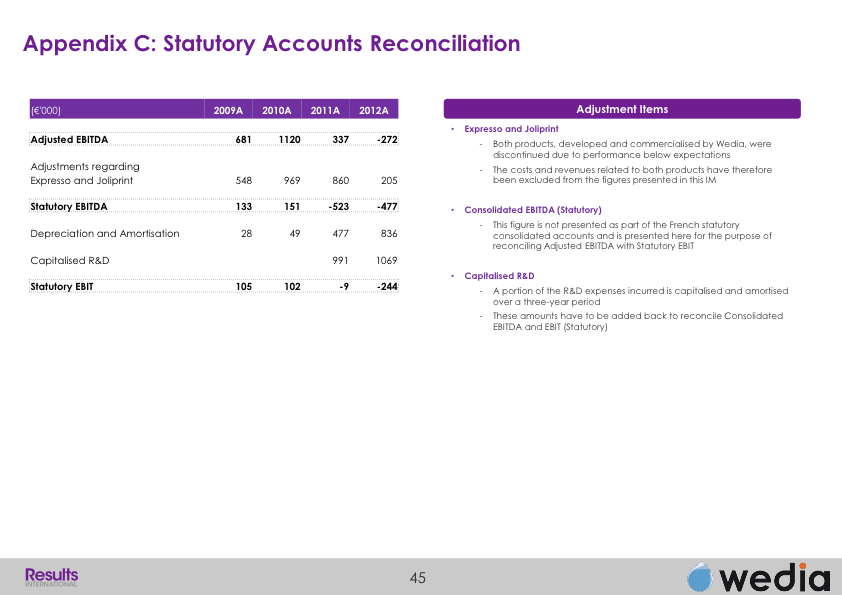 Appendix C: Statutory Accounts Reconciliation
(€'000) 2009A 2010A 2011A 2012A
Adjusted EBITDA 681 1120 337 -272
Adjustments regarding
Expresso and Joliprint 548 969 860 205
Statutory EBITDA 133 151 -523 -477
Depreciation and Amortisation 28 49 477 836
Capitalised R&D 991 1069
Statutory EBIT 105 102 -9 -244
Adjustment Items
• Expresso and Joliprint
- Both products, developed and commercialised by Wedia, were
discontinued due to performance below expectations
- The costs and revenues related to both products have therefore
been excluded from the figures presented in this IM
• Consolidated EBITDA (Statutory)
- This figure is not presented as part of the French statutory
consolidated accounts and is presented here for the purpose of
reconciling Adjusted EBITDA with Statutory EBIT
• Capitalised R&D
- A portion of the R&D expenses incurred is capitalised and amortised
over a three-year period
- These amounts have to be added back to reconcile Consolidated
EBITDA and EBIT (Statutory)
Results
INTERNATIONAL
45
wedia